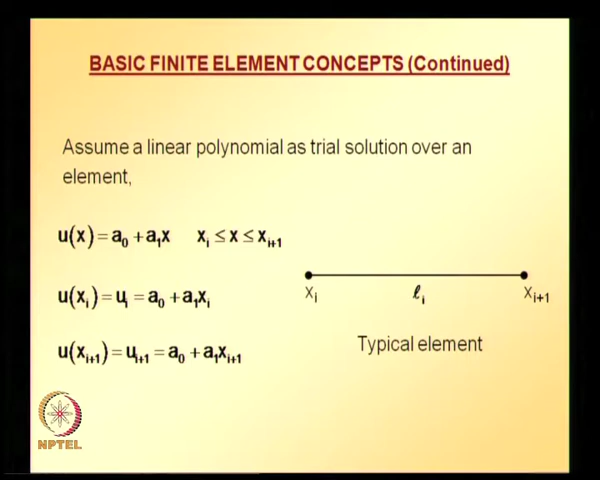 BASIC FINITE ELEMENT CONCEPTS (Continued)
Assume a linear polynomial as trial solution over an
element,
u(x) = a₀ + a₁x xᵢ ≤ x ≤ xᵢ₊₁
u(xᵢ) = uᵢ = a₀ + a₁xᵢ
xᵢ ℓᵢ xᵢ₊₁
u(xᵢ₊₁) = uᵢ₊₁ = a₀ + a₁xᵢ₊₁
Typical element
NPTEL